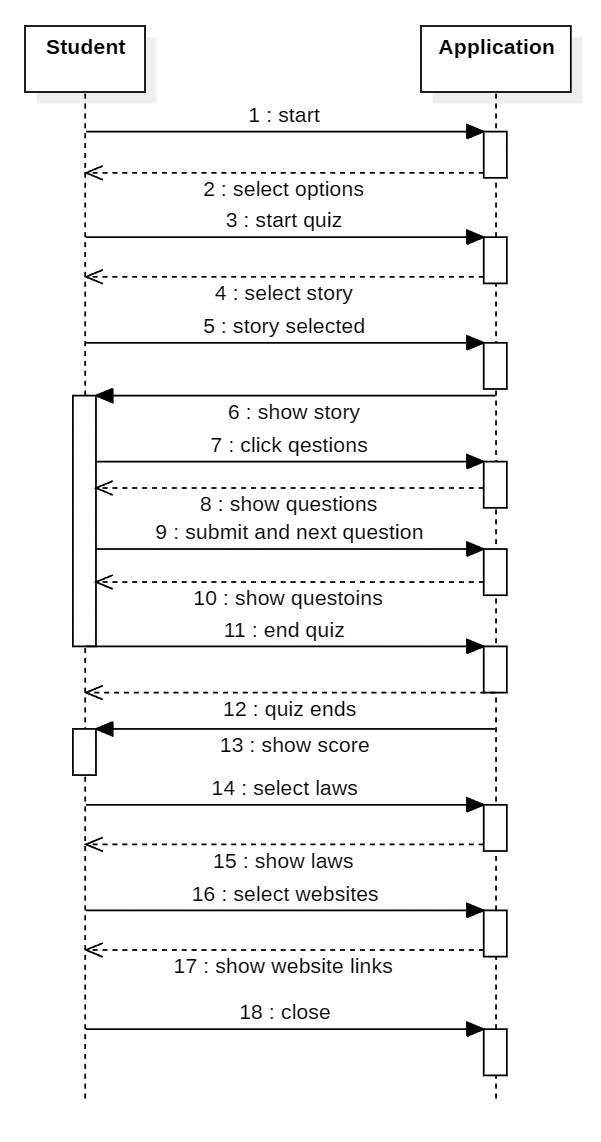 Student
Application
1 : start
2 : select options
3 : start quiz
4 : select story
5 : story selected
6 : show story
7 : click qestions
8 : show questions
9 : submit and next question
10 : show questoins
11 : end quiz
12 : quiz ends
13 : show score
14 : select laws
15 : show laws
16 : select websites
17 : show website links
18 : close